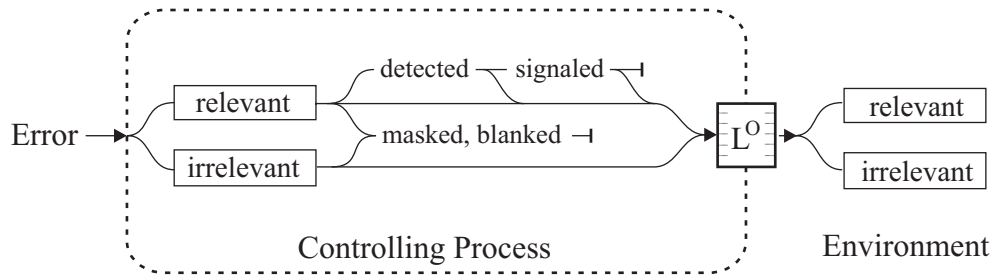 detected signaled
relevant relevant
Error masked, blanked L^O
irrelevant irrelevant
Controlling Process Environment